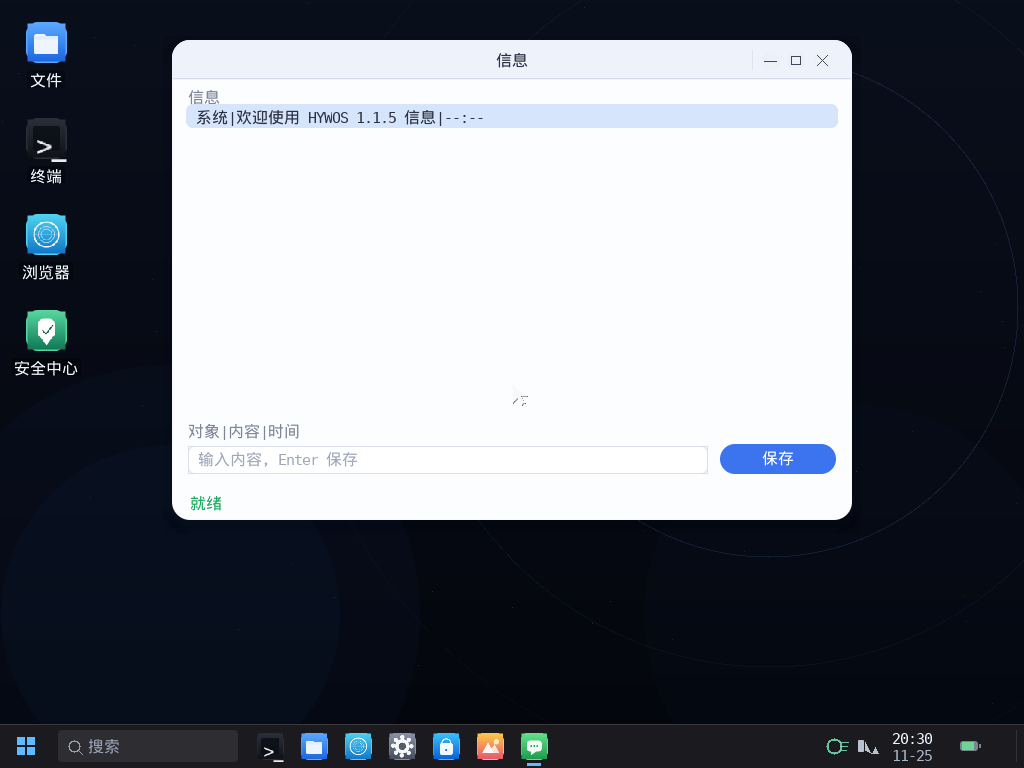 文件
终端
浏览器
安全中心
信息
信息
系统|欢迎使用 HYWOS 1.1.5 信息|--:--
对象|内容|时间
输入内容, Enter 保存
保存
就绪
>_
搜索
>_
20:30
11-25